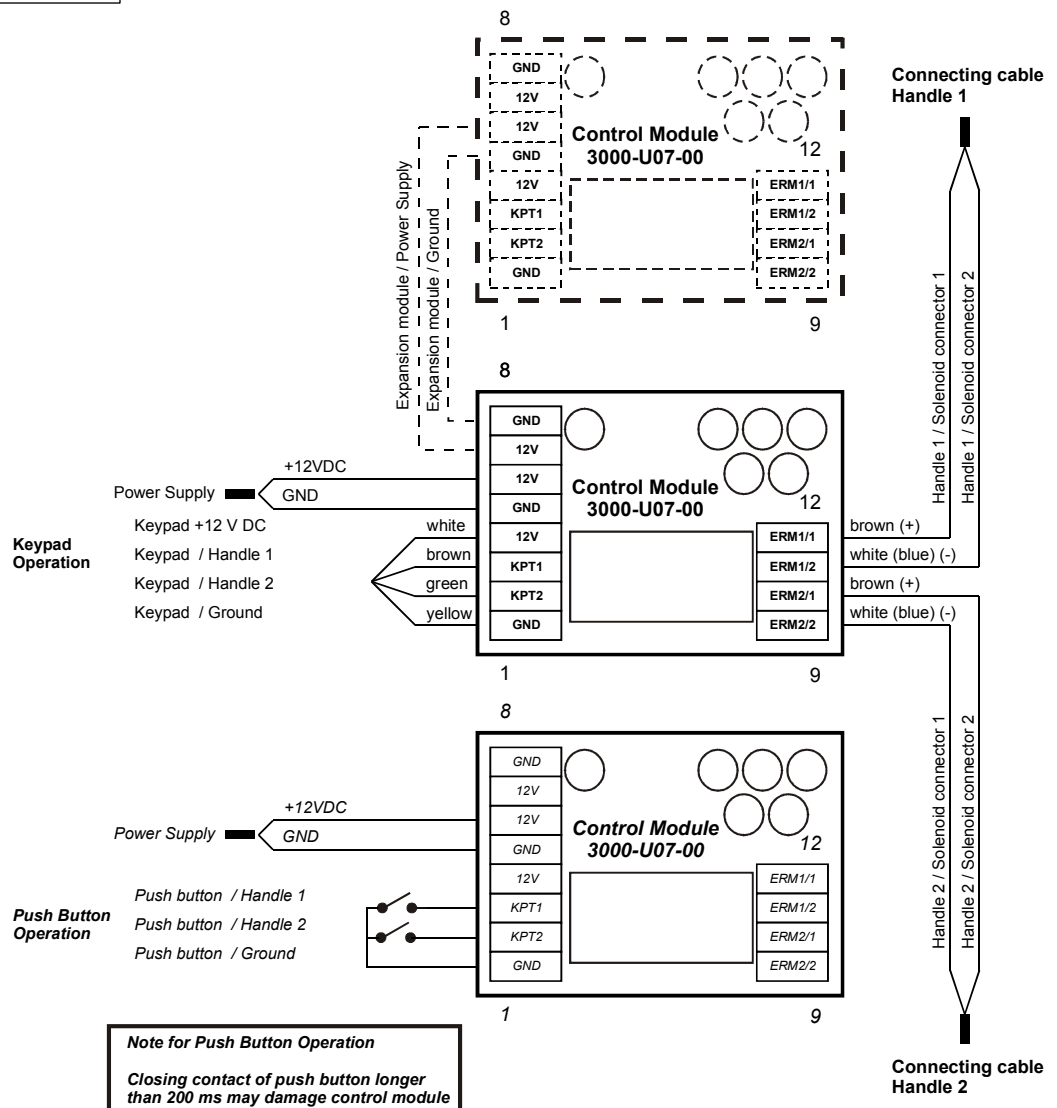 8
GND
12V
12V
GND
12V
KPT1
KPT2
GND
Control Module
3000-U07-00
12
ERM1/1
ERM1/2
ERM2/1
ERM2/2
1
9
Expansion module / Power Supply
Expansion module / Ground
Connecting cable
Handle 1
Handle 1 / Solenoid connector 1
Handle 1 / Solenoid connector 2
8
GND
12V
12V
GND
12V
KPT1
KPT2
GND
Control Module
3000-U07-00
12
ERM1/1
ERM1/2
ERM2/1
ERM2/2
1
9
+12VDC
Power Supply
GND
Keypad
Operation
Keypad +12 V DC
Keypad / Handle 1
Keypad / Handle 2
Keypad / Ground
white
brown
green
yellow
brown (+)
white (blue) (-)
brown (+)
white (blue) (-)
8
GND
12V
12V
GND
12V
KPT1
KPT2
GND
Control Module
3000-U07-00
12
ERM1/1
ERM1/2
ERM2/1
ERM2/2
1
9
+12VDC
Power Supply
GND
Push Button
Operation
Push button / Handle 1
Push button / Handle 2
Push button / Ground
Handle 2 / Solenoid connector 1
Handle 2 / Solenoid connector 2
Connecting cable
Handle 2
Note for Push Button Operation
Closing contact of push button longer
than 200 ms may damage control module